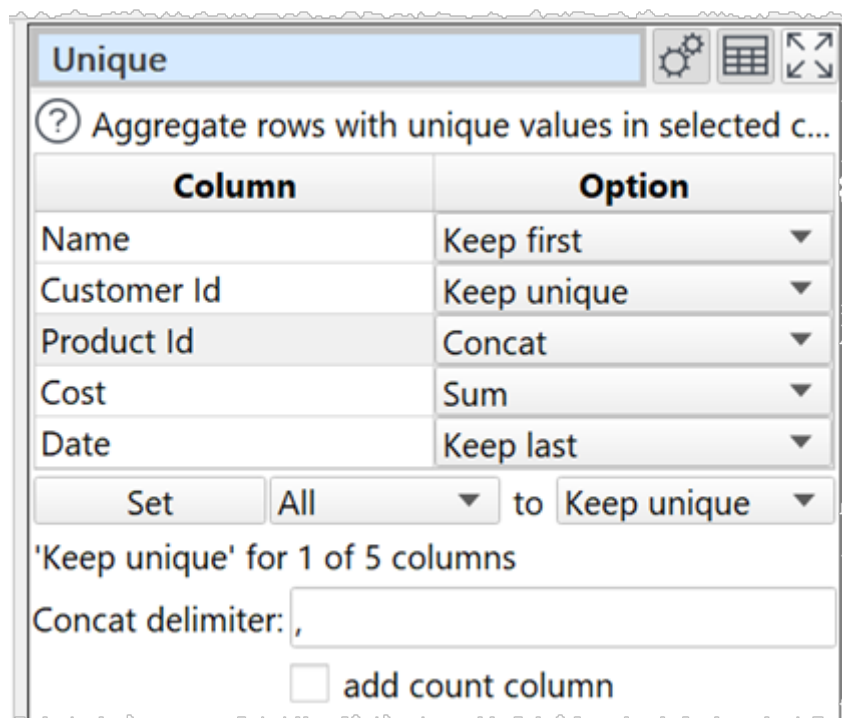 Unique
Aggregate rows with unique values in selected c...
Column Option
Name Keep first
Customer Id Keep unique
Product Id Concat
Cost Sum
Date Keep last
Set All to Keep unique
'Keep unique' for 1 of 5 columns
Concat delimiter: ,
add count column